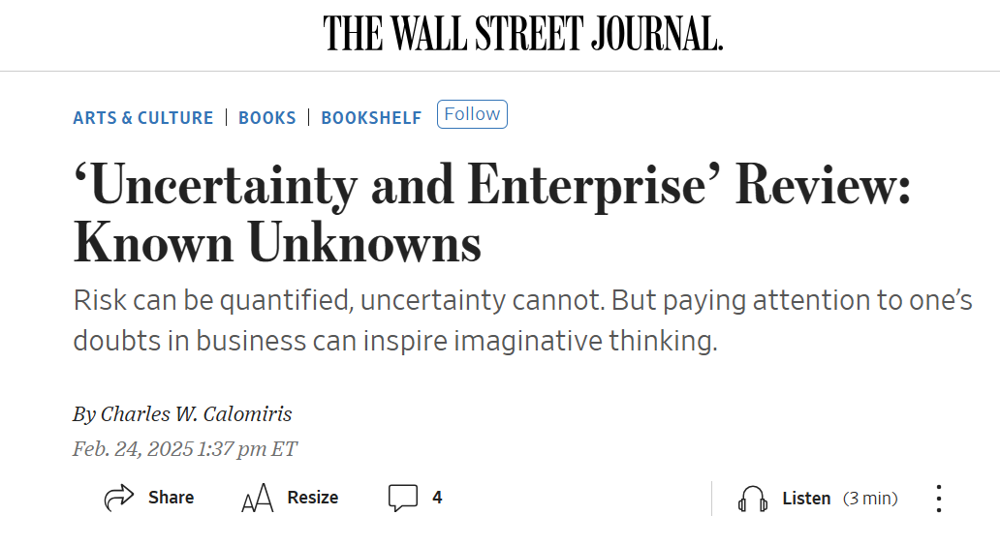 THE WALL STREET JOURNAL.
ARTS & CULTURE | BOOKS | BOOKSHELF Follow
‘Uncertainty and Enterprise’ Review:
Known Unknowns
Risk can be quantified, uncertainty cannot. But paying attention to one’s
doubts in business can inspire imaginative thinking.
By Charles W. Calomiris
Feb. 24, 2025 1:37 pm ET
Share AA Resize 4 Listen (3 min)